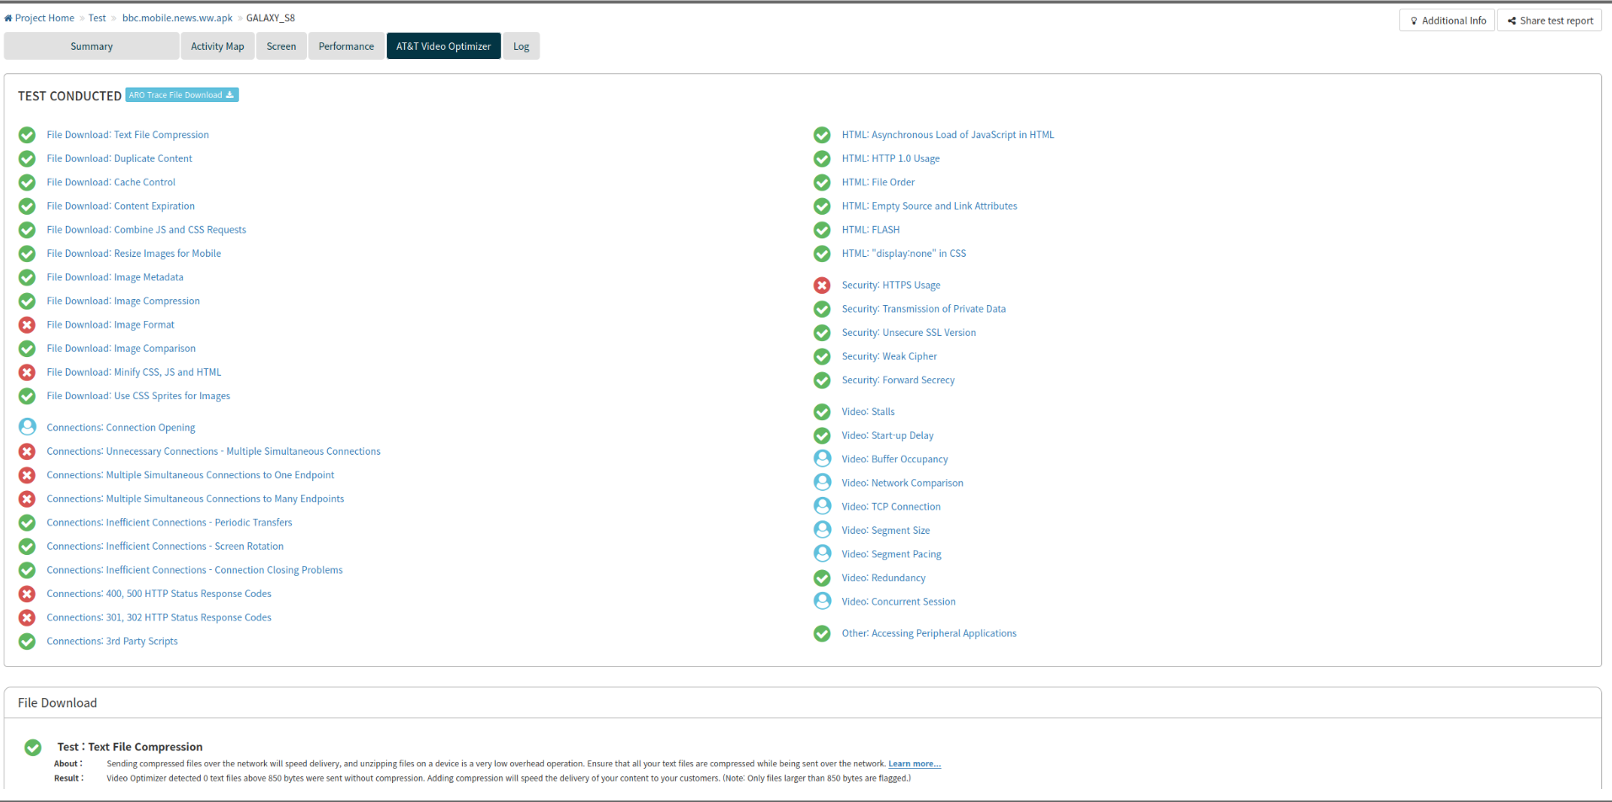 Project Home > Test > bbc.mobile.news.ww.apk > GALAXY_S8
Additional Info
Share test report
Summary
Activity Map
Screen
Performance
AT&T Video Optimizer
Log
TEST CONDUCTED ARO Trace File Download
File Download: Text File Compression
File Download: Duplicate Content
File Download: Cache Control
File Download: Content Expiration
File Download: Combine JS and CSS Requests
File Download: Resize Images for Mobile
File Download: Image Metadata
File Download: Image Compression
File Download: Image Format
File Download: Image Comparison
File Download: Minify CSS, JS and HTML
File Download: Use CSS Sprites for Images
Connections: Connection Opening
Connections: Unnecessary Connections - Multiple Simultaneous Connections
Connections: Multiple Simultaneous Connections to One Endpoint
Connections: Multiple Simultaneous Connections to Many Endpoints
Connections: Inefficient Connections - Periodic Transfers
Connections: Inefficient Connections - Screen Rotation
Connections: Inefficient Connections - Connection Closing Problems
Connections: 400, 500 HTTP Status Response Codes
Connections: 301, 302 HTTP Status Response Codes
Connections: 3rd Party Scripts
HTML: Asynchronous Load of JavaScript in HTML
HTML: HTTP 1.0 Usage
HTML: File Order
HTML: Empty Source and Link Attributes
HTML: FLASH
HTML: "display:none" in CSS
Security: HTTPS Usage
Security: Transmission of Private Data
Security: Unsecure SSL Version
Security: Weak Cipher
Security: Forward Secrecy
Video: Stalls
Video: Start-up Delay
Video: Buffer Occupancy
Video: Network Comparison
Video: TCP Connection
Video: Segment Size
Video: Segment Pacing
Video: Redundancy
Video: Concurrent Session
Other: Accessing Peripheral Applications
File Download
Test : Text File Compression
About : Sending compressed files over the network will speed delivery, and unzipping files on a device is a very low overhead operation. Ensure that all your text files are compressed while being sent over the network. Learn more...
Result : Video Optimizer detected 0 text files above 850 bytes were sent without compression. Adding compression will speed the delivery of your content to your customers. (Note: Only files larger than 850 bytes are flagged.)